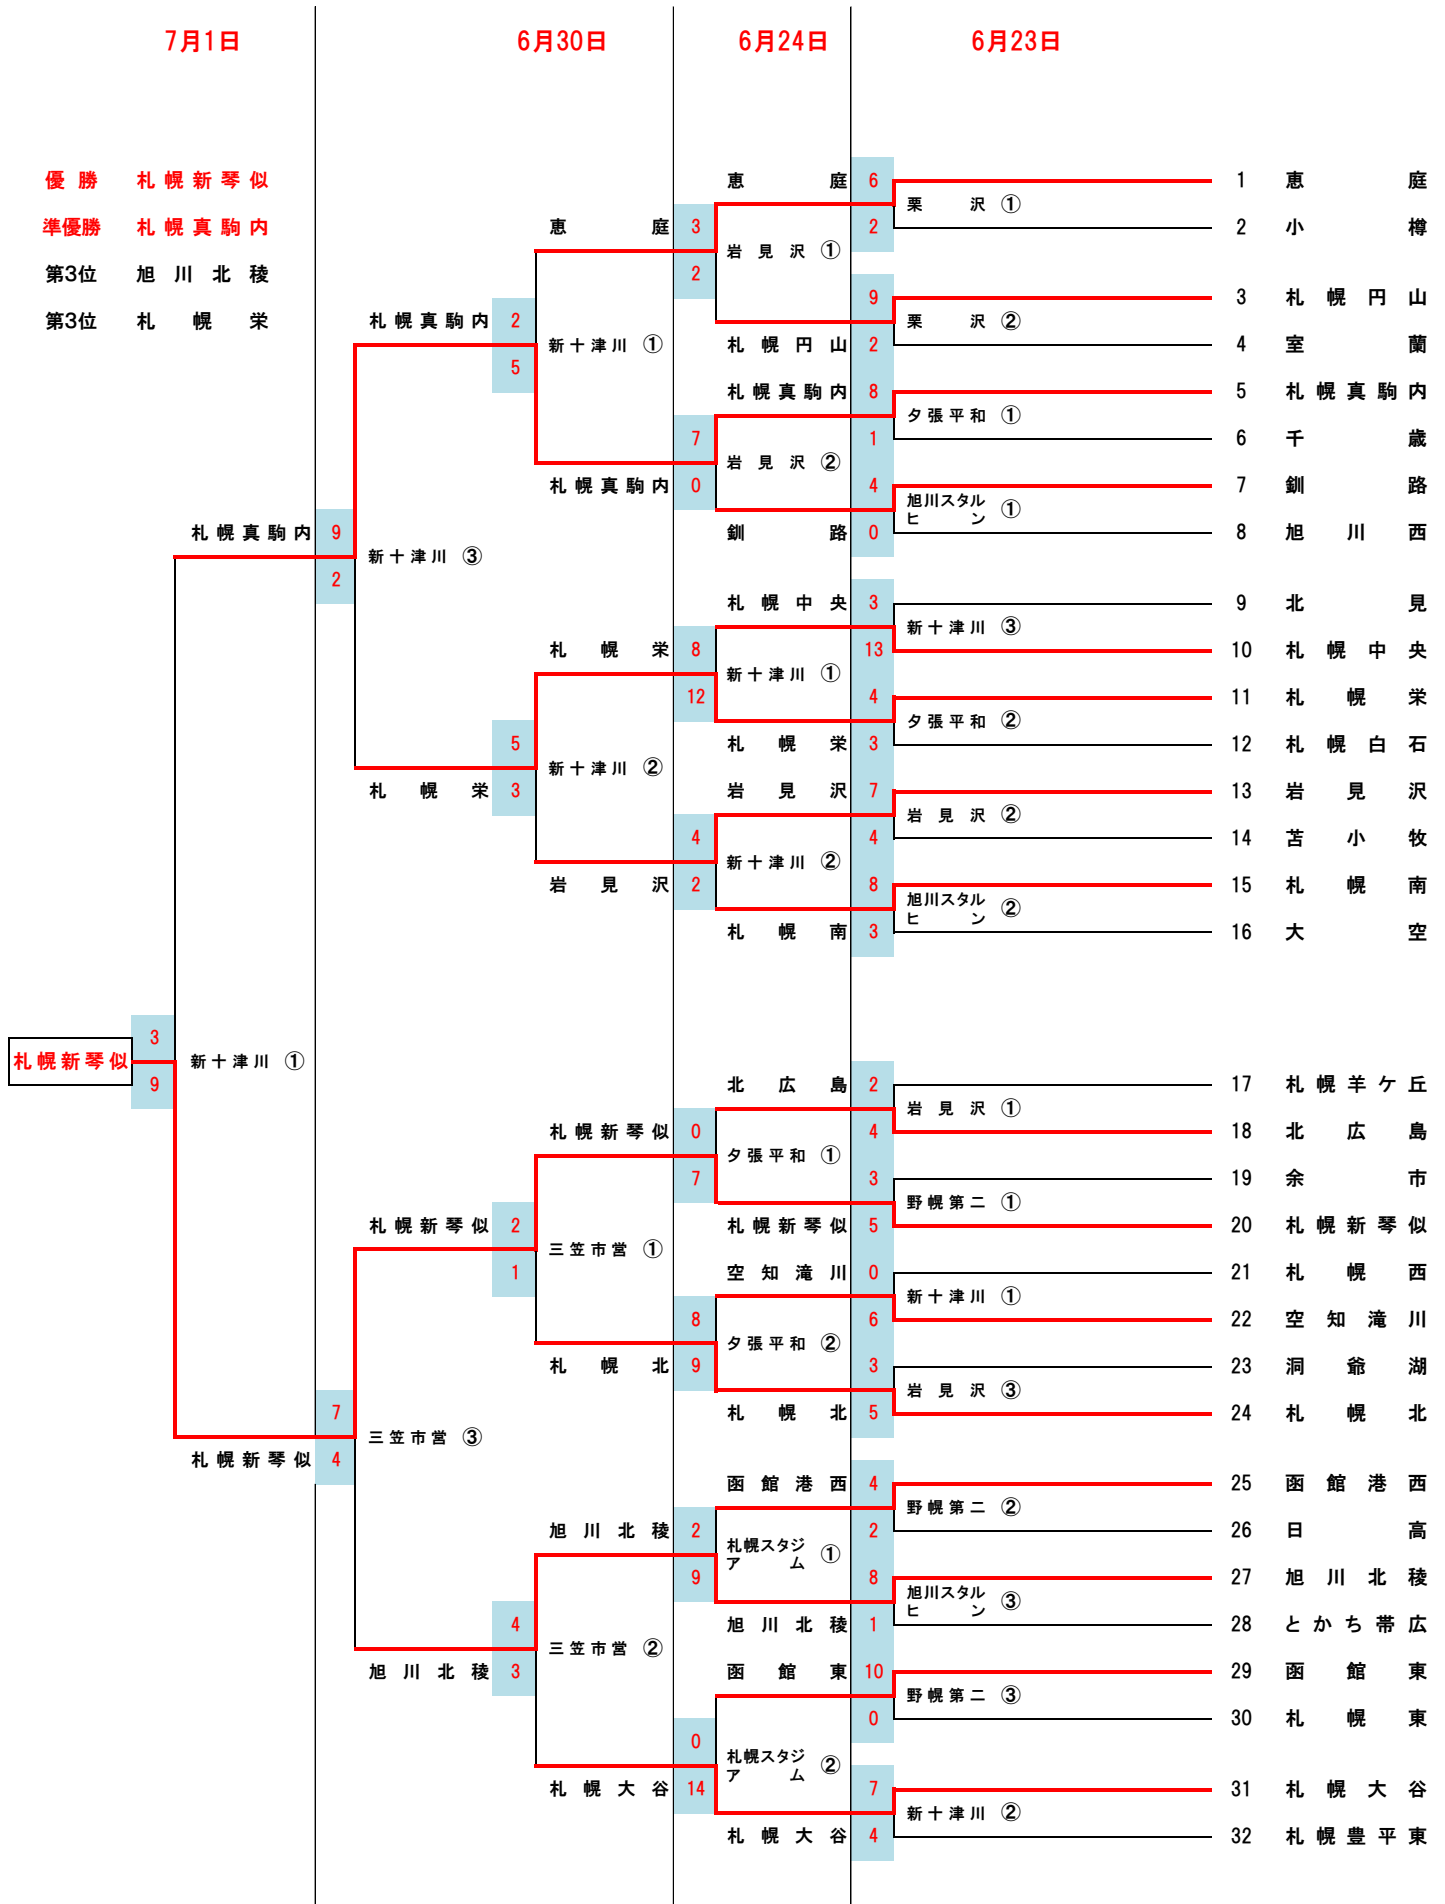 7月1日 6月30日 6月24日 6月23日
恵庭 6 1 恵庭
優勝 札幌新琴似
栗沢 ①
準優勝 札幌真駒内 恵庭 3 2 2 小樽
岩見沢 ①
第3位 旭川北稜 2
9 3 札幌円山
第3位 札幌栄 札幌真駒内 2 栗沢 ②
新十津川 ① 札幌円山 2 4 室蘭
5
札幌真駒内 8 5 札幌真駒内
夕張平和 ①
7 1 6 千歳
岩見沢 ②
札幌真駒内 0 4 7 釧路
旭川スタルヒン ①
札幌真駒内 9 釧路 0 8 旭川西
新十津川 ③
2
札幌中央 3 9 北見
新十津川 ③
札幌栄 8 13 10 札幌中央
新十津川 ①
12 4 11 札幌栄
夕張平和 ②
5 札幌栄 3 12 札幌白石
新十津川 ②
札幌栄 3 岩見沢 7 13 岩見沢
岩見沢 ②
4 4 14 苫小牧
新十津川 ②
岩見沢 2 8 15 札幌南
旭川スタルヒン ②
札幌南 3 16 大空
3
札幌新琴似 新十津川 ①
9 北広島 2 17 札幌羊ケ丘
岩見沢 ①
札幌新琴似 0 4 18 北広島
夕張平和 ①
7 3 19 余市
野幌第二 ①
札幌新琴似 2 札幌新琴似 5 20 札幌新琴似
三笠市営 ①
1 空知滝川 0 21 札幌西
新十津川 ①
8 6 22 空知滝川
夕張平和 ②
札幌北 9 3 23 洞爺湖
岩見沢 ③
7 札幌北 5 24 札幌北
三笠市営 ③
札幌新琴似 4
函館港西 4 25 函館港西
野幌第二 ②
旭川北稜 2 2 26 日高
札幌スタジアム ①
9 8 27 旭川北稜
旭川スタルヒン ③
4 旭川北稜 1 28 とかち帯広
三笠市営 ②
旭川北稜 3 函館東 10 29 函館東
野幌第二 ③
0 0 30 札幌東
札幌スタジアム ②
札幌大谷 14 7 31 札幌大谷
新十津川 ②
札幌大谷 4 32 札幌豊平東